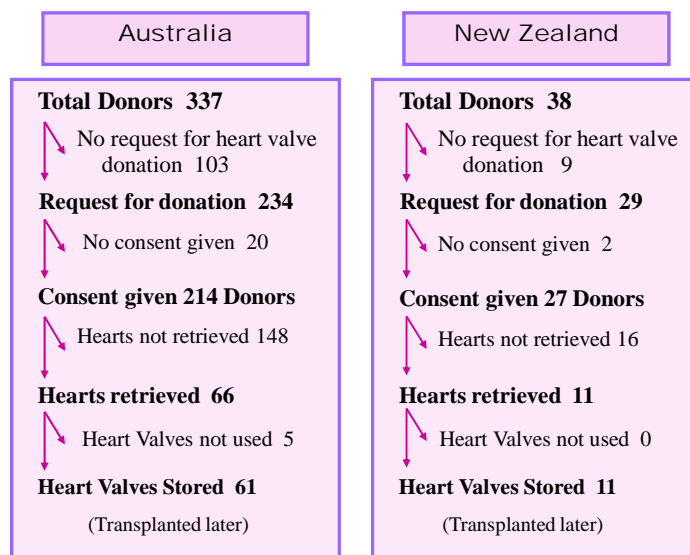 Australia
Total Donors 337
No request for heart valve
donation 103
Request for donation 234
No consent given 20
Consent given 214 Donors
Hearts not retrieved 148
Hearts retrieved 66
Heart Valves not used 5
Heart Valves Stored 61
(Transplanted later)
New Zealand
Total Donors 38
No request for heart valve
donation 9
Request for donation 29
No consent given 2
Consent given 27 Donors
Hearts not retrieved 16
Hearts retrieved 11
Heart Valves not used 0
Heart Valves Stored 11
(Transplanted later)